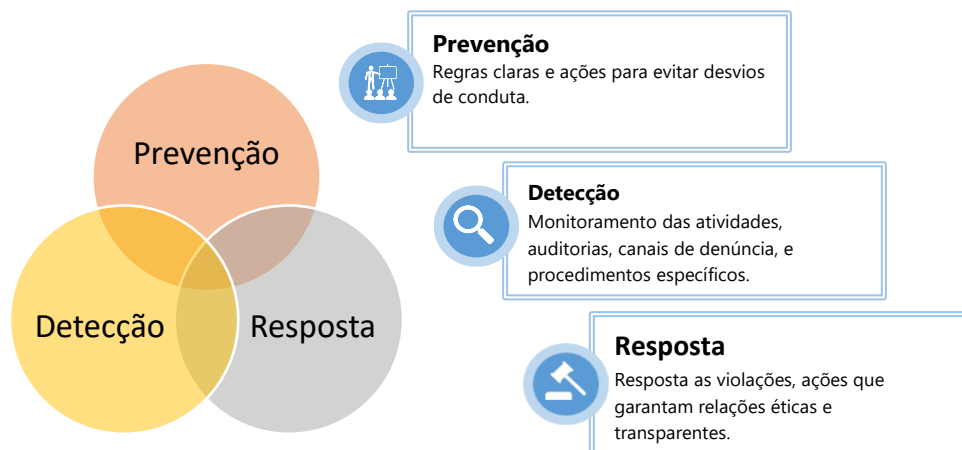 Prevenção
Detecção
Resposta
Prevenção
Regras claras e ações para evitar desvios
de conduta.
Detecção
Monitoramento das atividades,
auditorias, canais de denúncia, e
procedimentos específicos.
Resposta
Resposta as violações, ações que
garantam relações éticas e
transparentes.